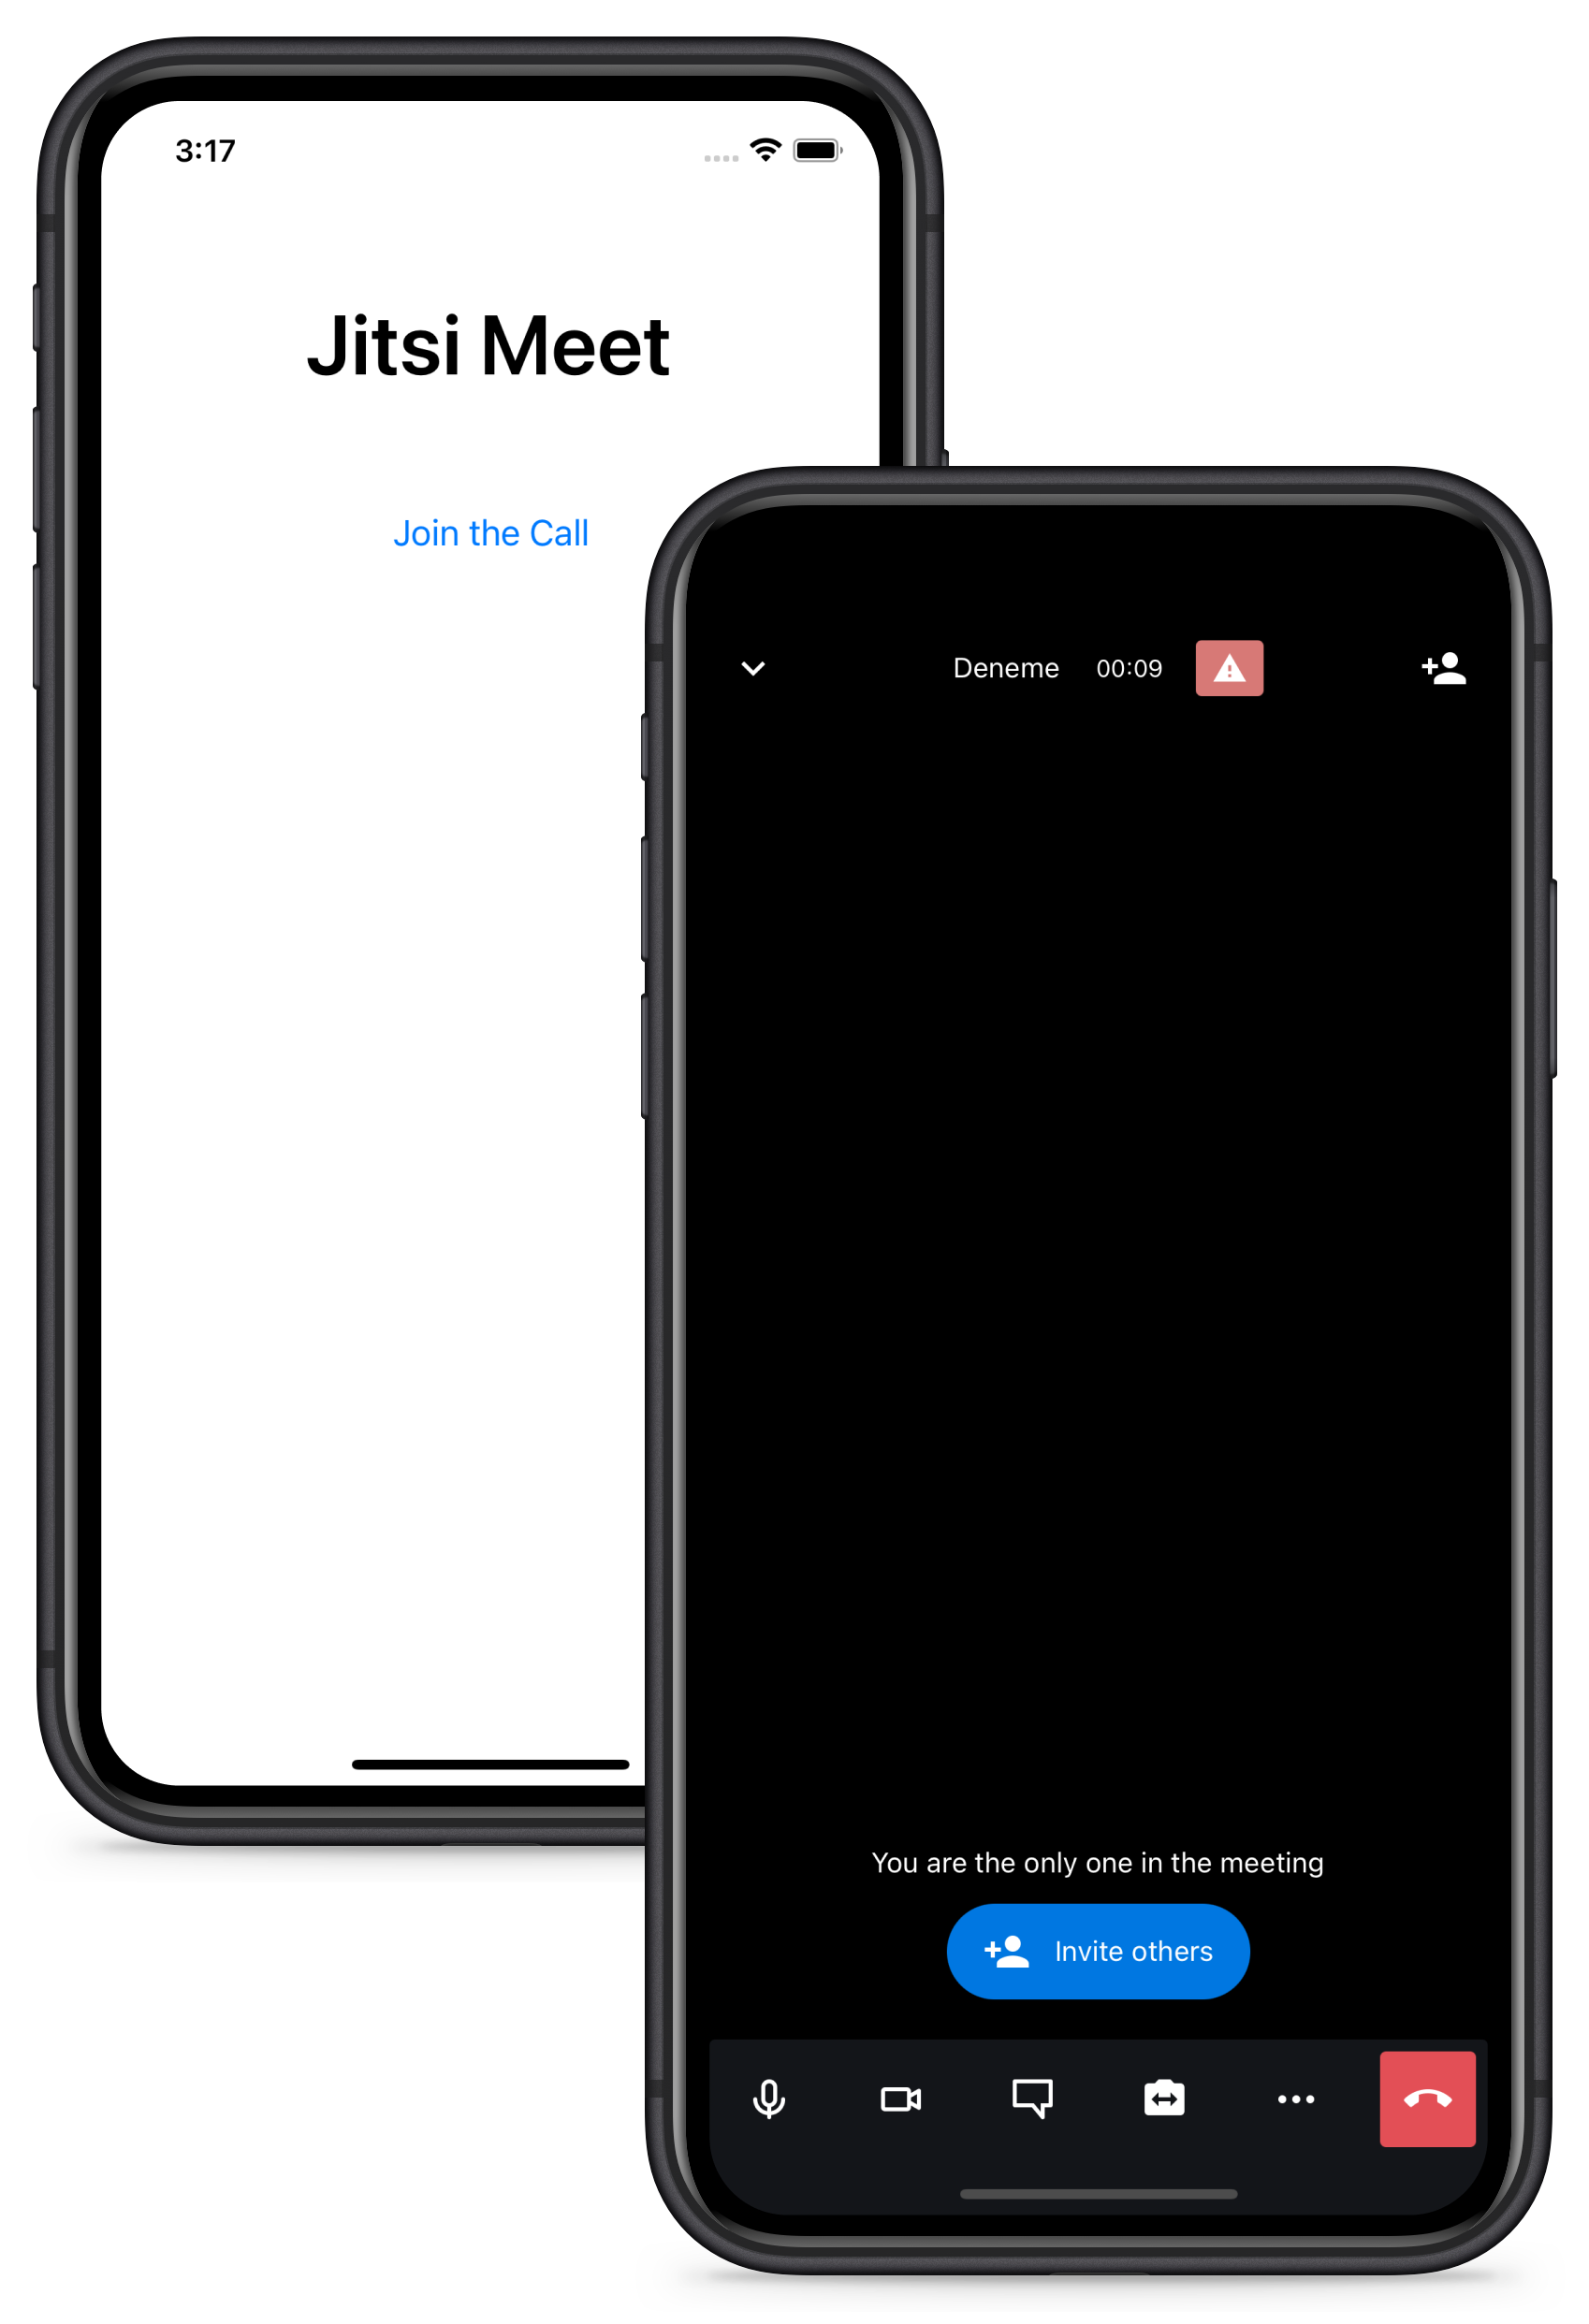 3:17
Jitsi Meet
Join the Call
Deneme 00:09
You are the only one in the meeting
Invite others